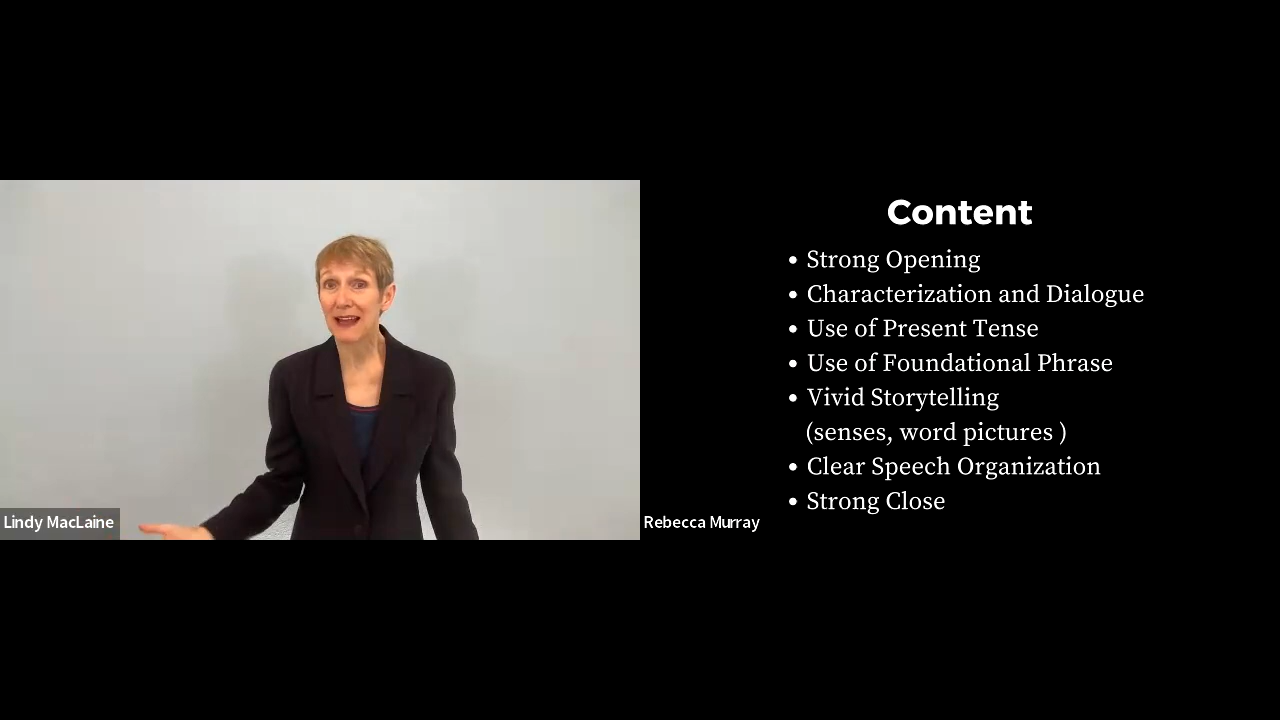 Content
• Strong Opening
• Characterization and Dialogue
• Use of Present Tense
• Use of Foundational Phrase
• Vivid Storytelling
(senses, word pictures )
• Clear Speech Organization
• Strong Close
Lindy MacLaine
Rebecca Murray